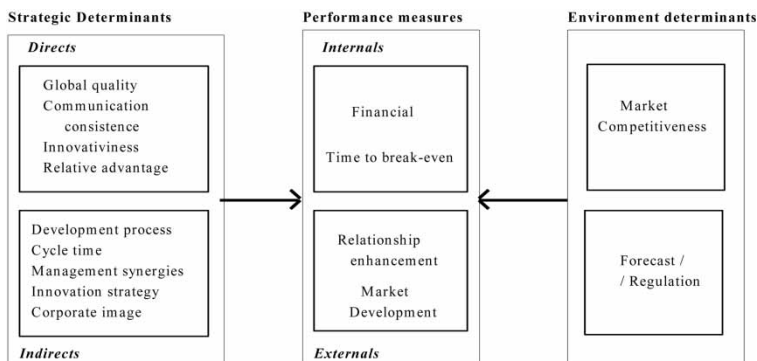 Strategic Determinants
Directs
Global quality
Communication
consistence
Innovativiness
Relative advantage
Development process
Cycle time
Management synergies
Innovation strategy
Corporate image
Indirects
Performance measures
Internals
Financial
Time to break-even
Relationship
enhancement
Market
Development
Externals
Environment determinants
Market
Competitiveness
Forecast /
/ Regulation